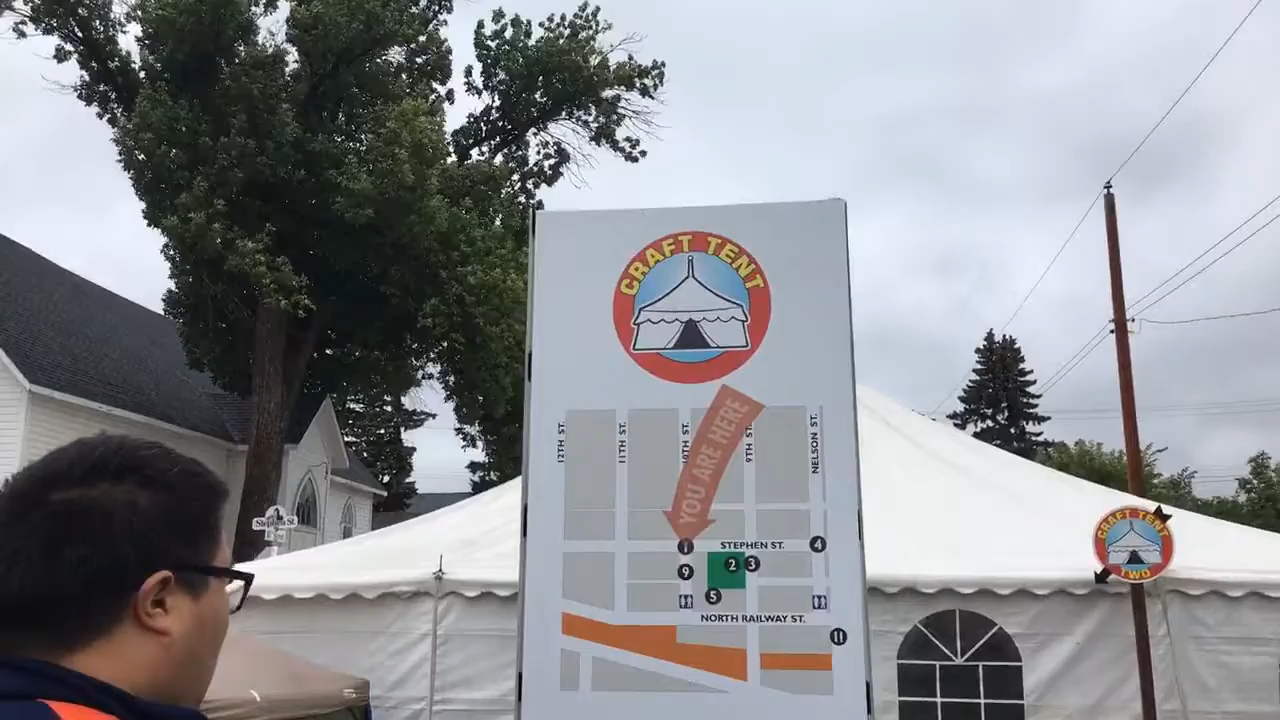 CRAFT TENT
YOU ARE HERE
12TH ST.
11TH ST.
10TH ST.
9TH ST.
NELSON ST.
1
STEPHEN ST.
4
2
3
9
5
NORTH RAILWAY ST.
11
Stephen St.
CRAFT TENT
TWO